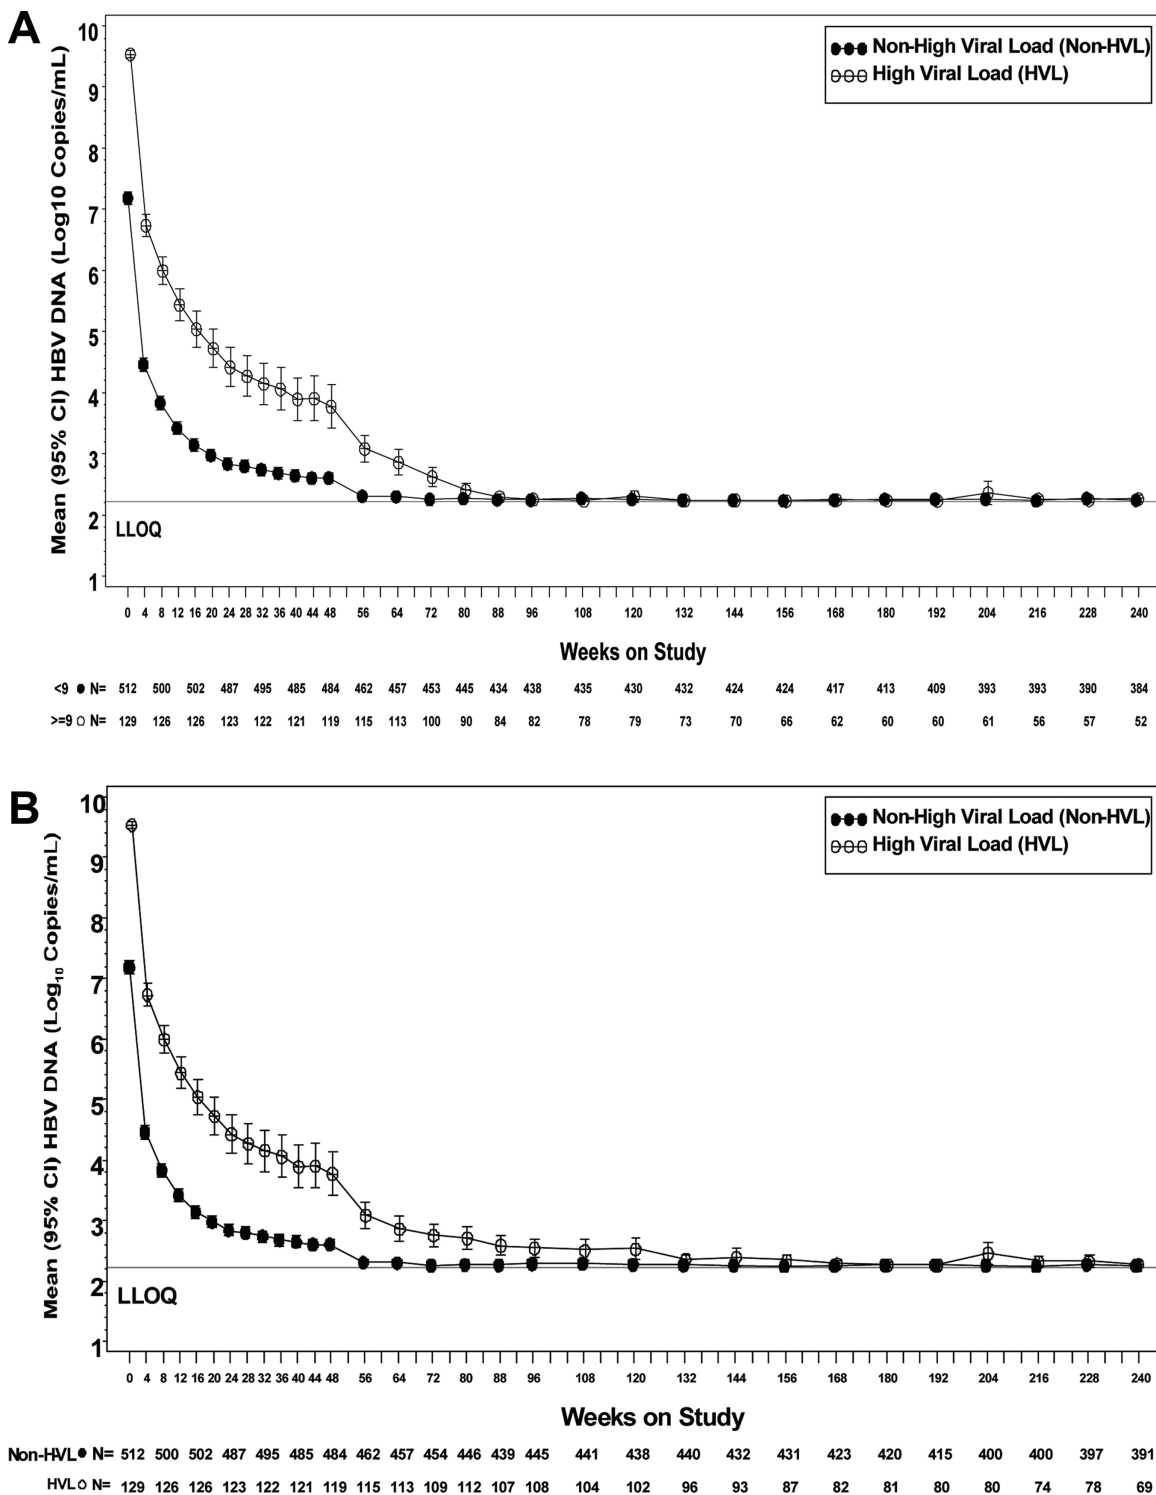 A
Mean (95% CI) HBV DNA (Log10 Copies/mL)
10
9
8
7
6
5
4
3
2
1
Non-High Viral Load (Non-HVL)
High Viral Load (HVL)
LLOQ
0 4 8 12 16 20 24 28 32 36 40 44 48 56 64 72 80 88 96 108 120 132 144 156 168 180 192 204 216 228 240
Weeks on Study
<9 ● N= 512 500 502 487 495 485 484 462 457 453 445 434 438 435 430 432 424 424 417 413 409 393 393 390 384
>=9 ○ N= 129 126 126 123 122 121 119 115 113 100 90 84 82 78 79 73 70 66 62 60 60 61 56 57 52
B
Mean (95% CI) HBV DNA (Log10 Copies/mL)
10
9
8
7
6
5
4
3
2
1
Non-High Viral Load (Non-HVL)
High Viral Load (HVL)
LLOQ
0 4 8 12 16 20 24 28 32 36 40 44 48 56 64 72 80 88 96 108 120 132 144 156 168 180 192 204 216 228 240
Weeks on Study
Non-HVL ● N= 512 500 502 487 495 485 484 462 457 454 446 439 445 441 438 440 432 431 423 420 415 400 400 397 391
HVL ○ N= 129 126 126 123 122 121 119 115 113 109 112 107 108 104 102 96 93 87 82 81 80 80 74 78 69